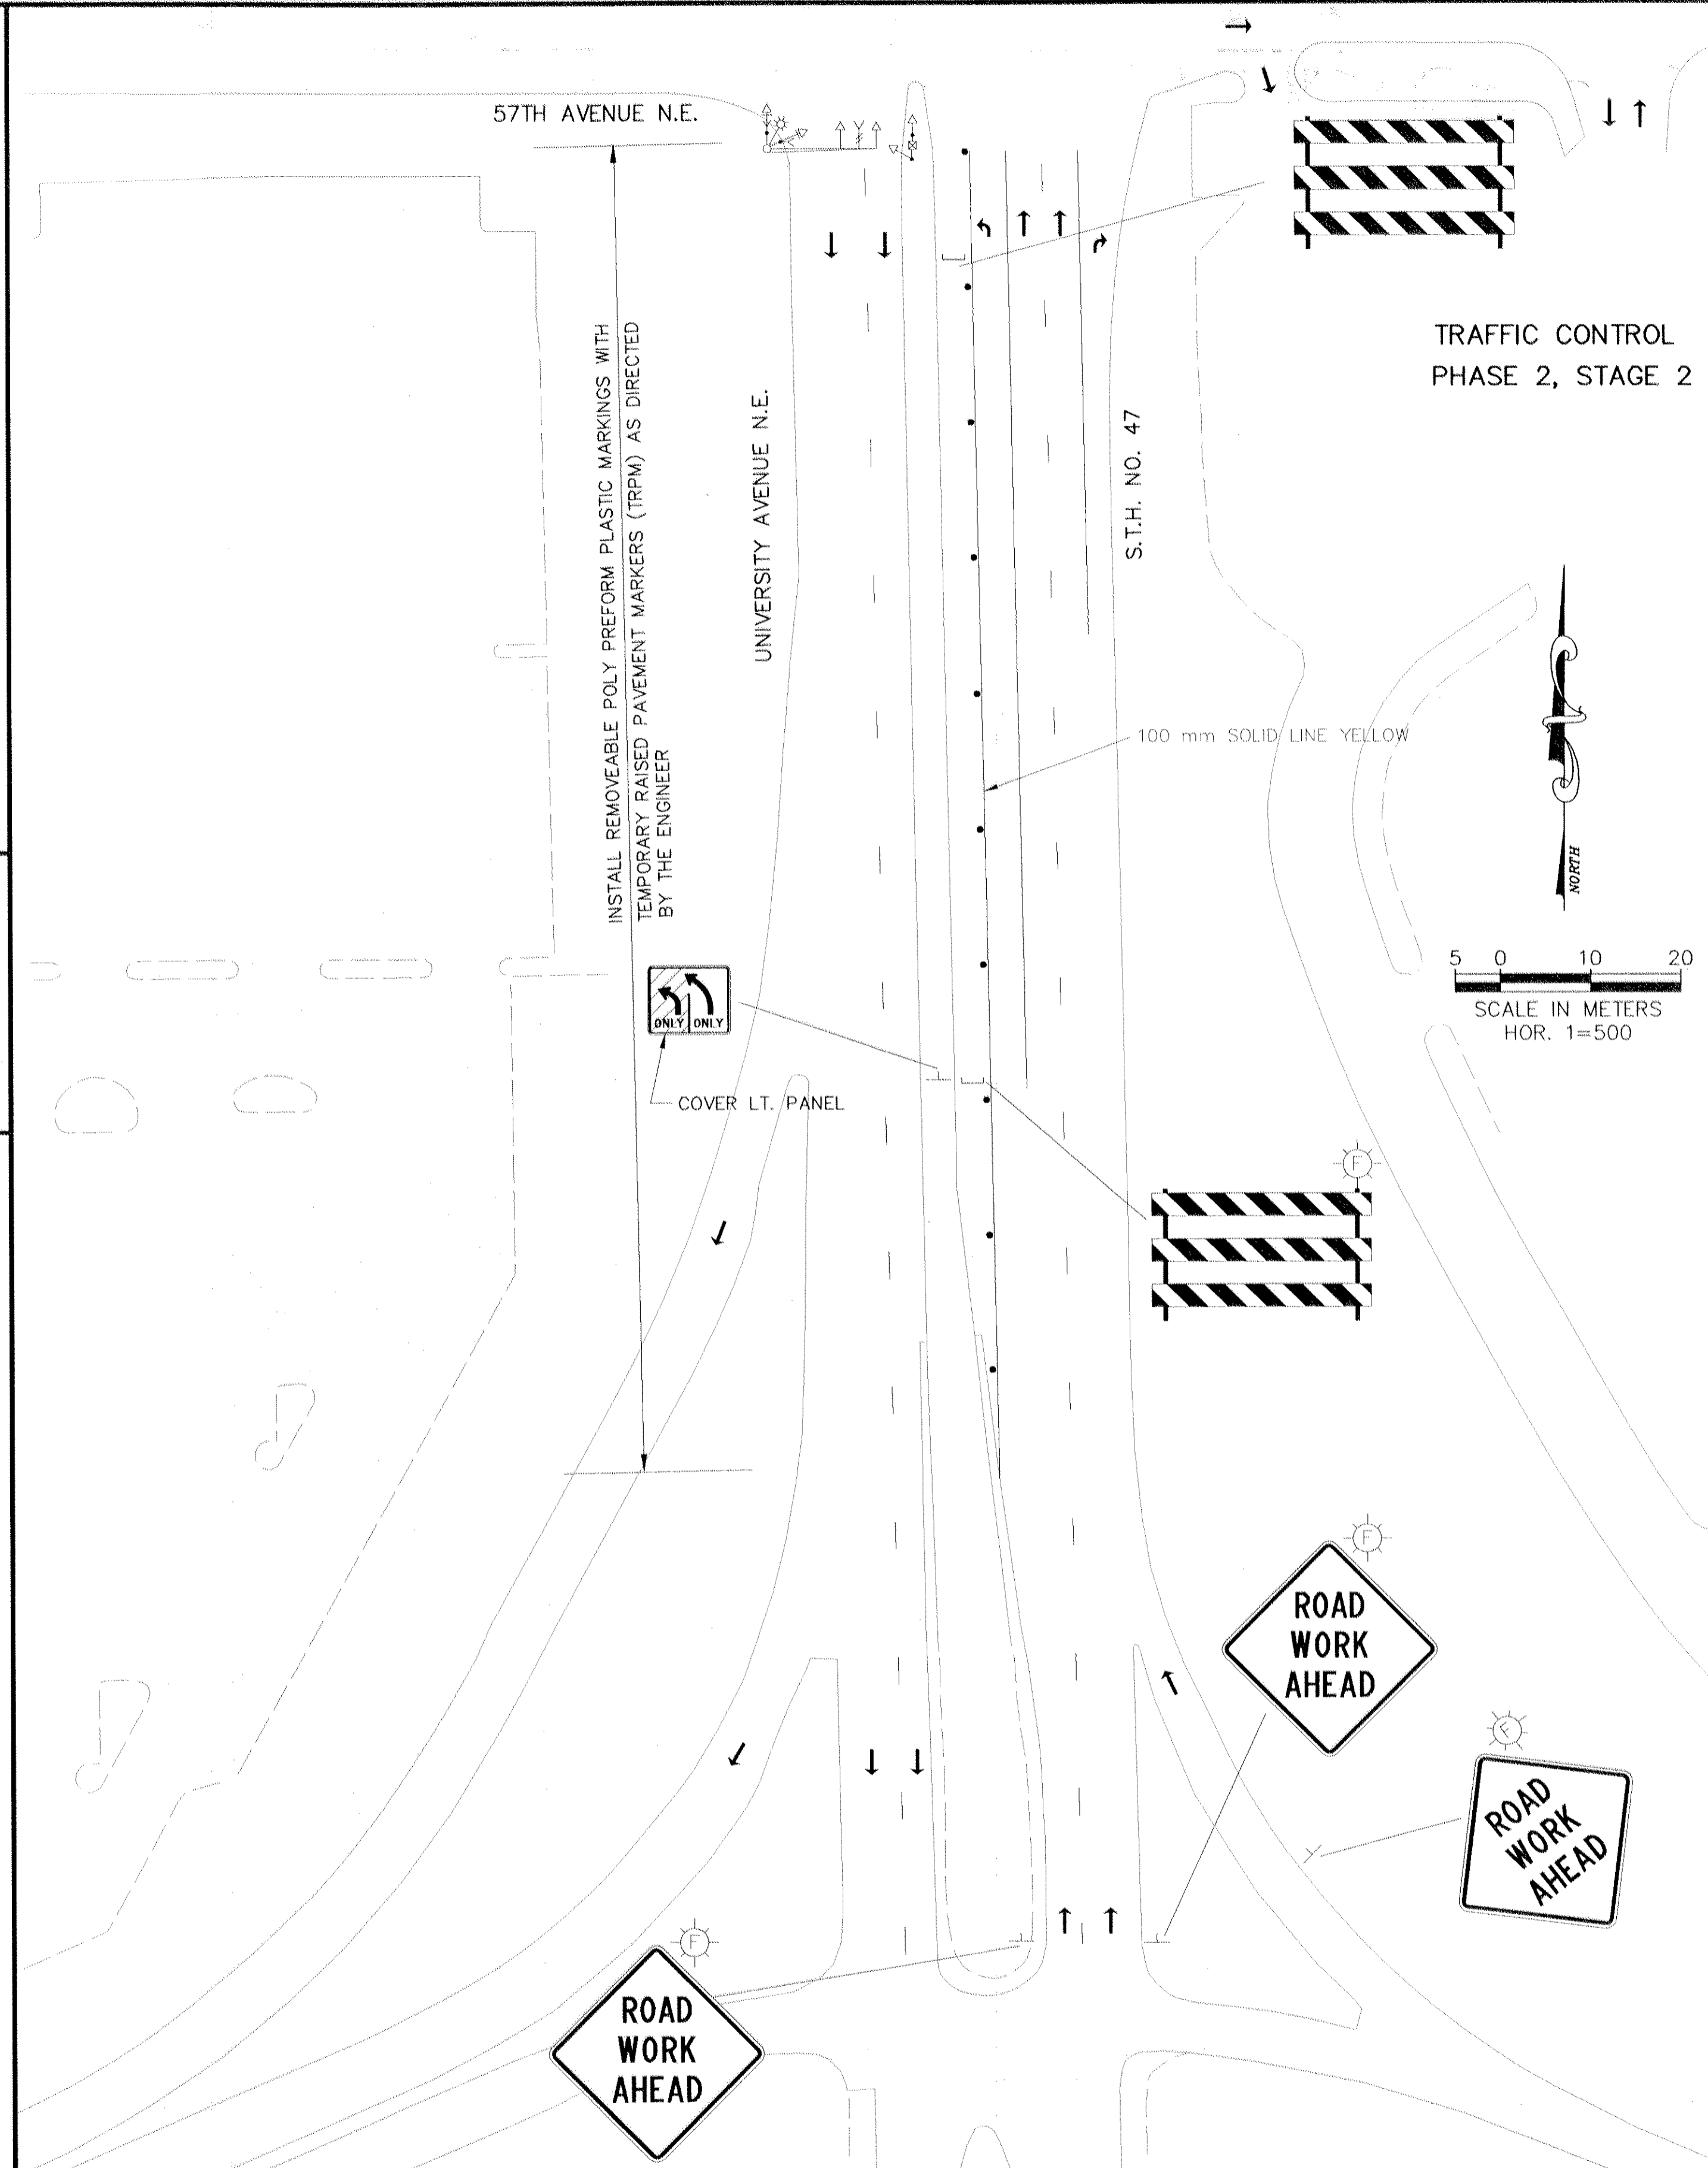 57TH AVENUE N.E.
TRAFFIC CONTROL
PHASE 2, STAGE 2
INSTALL REMOVEABLE POLY PREFORM PLASTIC MARKINGS WITH
TEMPORARY RAISED PAVEMENT MARKERS (TRPM) AS DIRECTED
BY THE ENGINEER
UNIVERSITY AVENUE N.E.
S.T.H. NO. 47
100 mm SOLID LINE YELLOW
NORTH
5 0 10 20
SCALE IN METERS
HOR. 1=500
ONLY ONLY
COVER LT. PANEL
F
F
ROAD
WORK
AHEAD
F
ROAD
WORK
AHEAD
F
ROAD
WORK
AHEAD